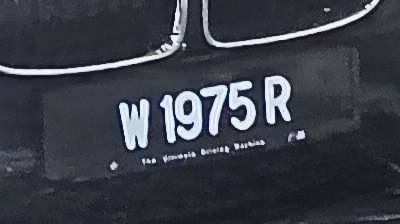 W 1975 R
The Ultimate Driving Machine